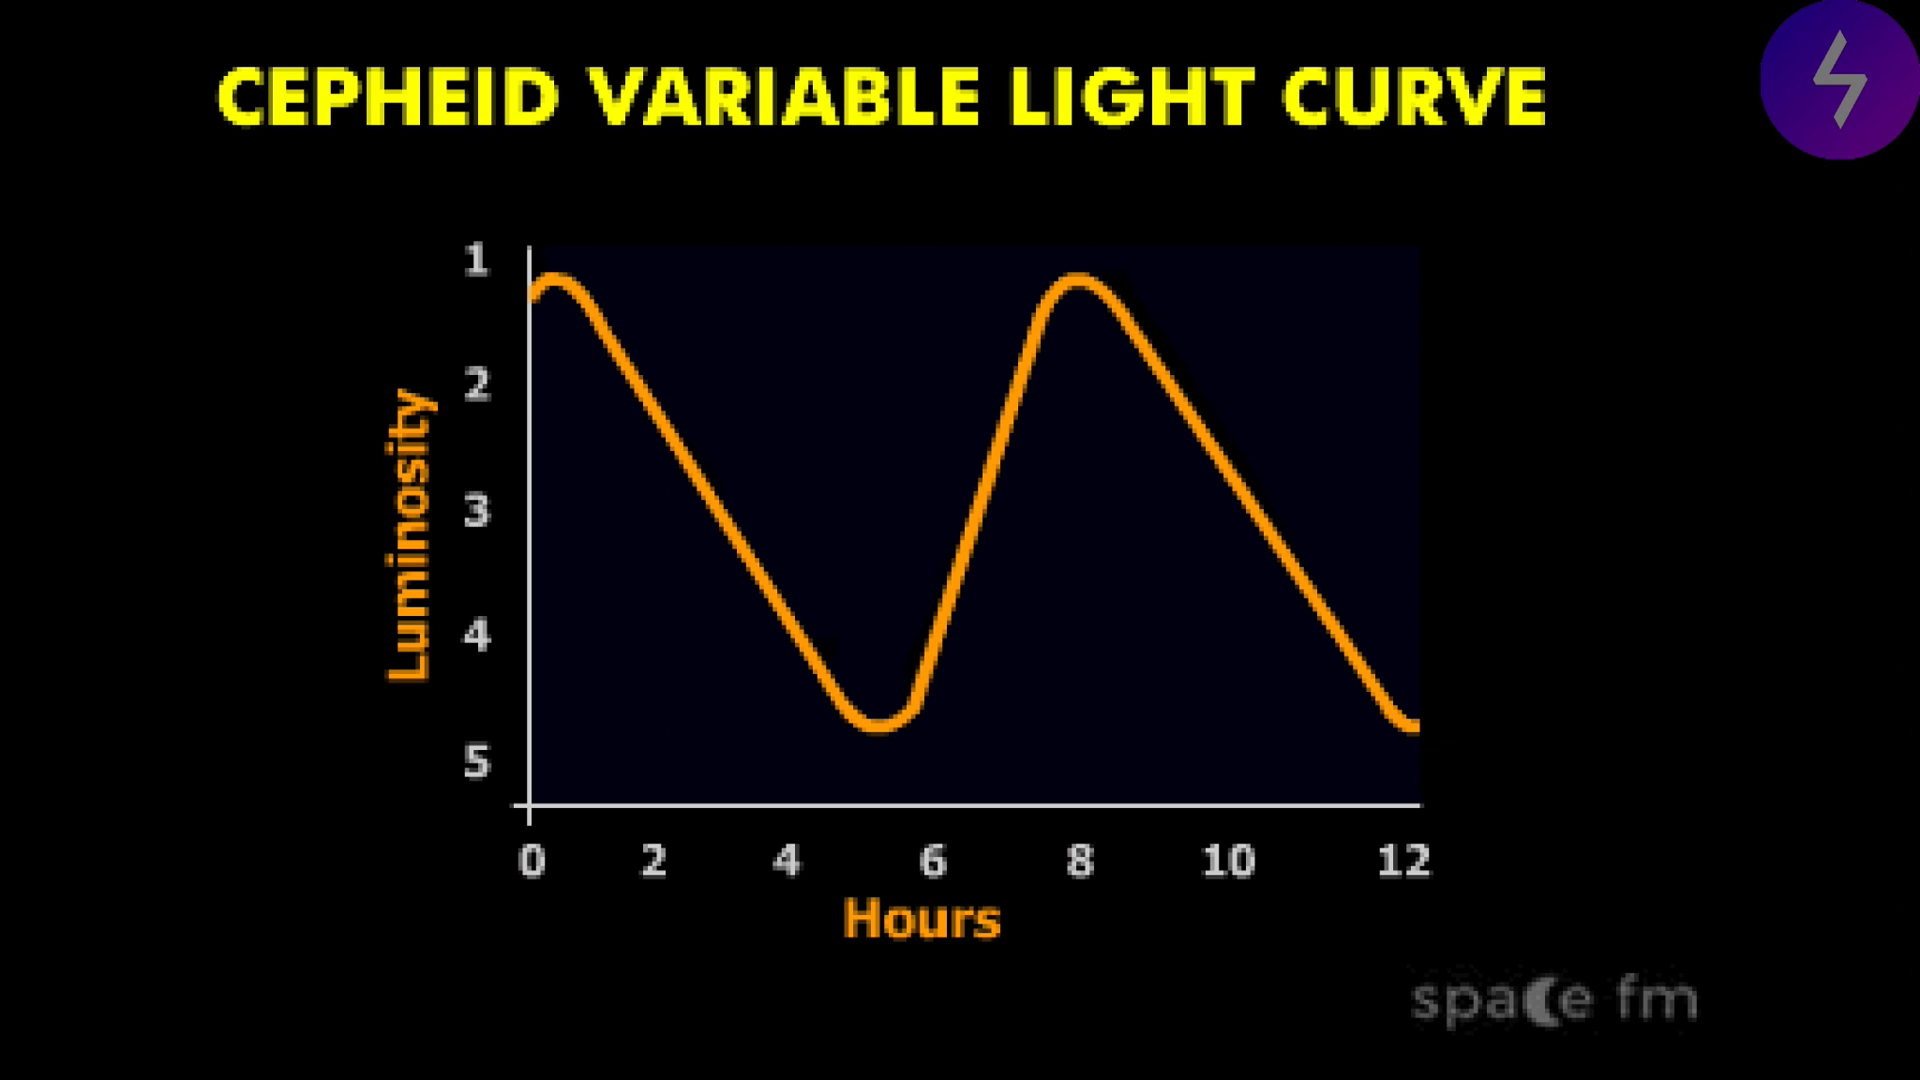 CEPHEID VARIABLE LIGHT CURVE
Luminosity
1
2
3
4
5
0 2 4 6 8 10 12
Hours
space fm